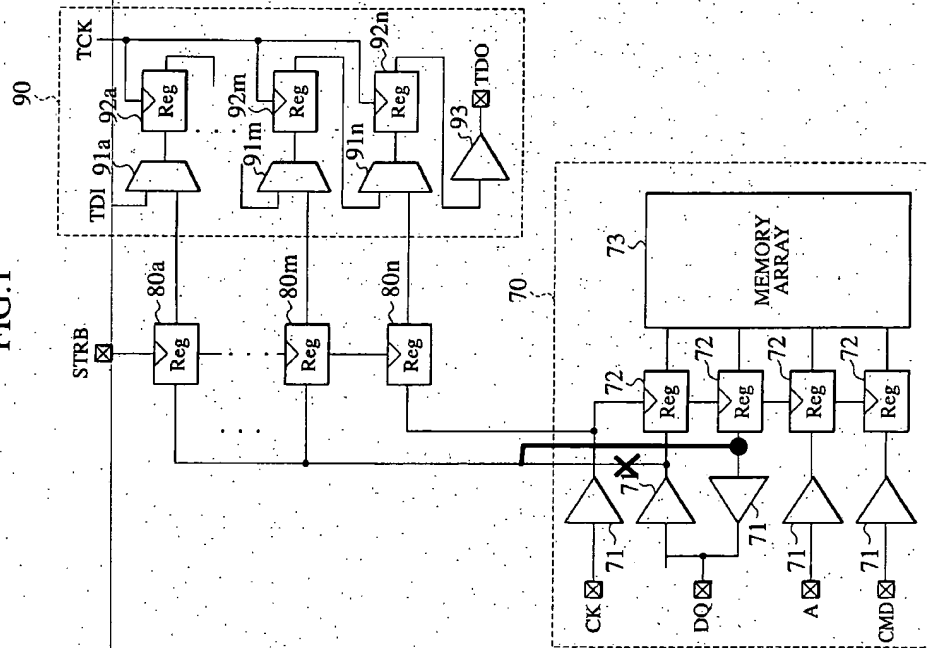 FIG.1
90
TCK
92a
Reg
92m
Reg
92n
Reg
91a
91m
91n
TDI
93
TDO
STRB
80a
Reg
80m
Reg
80n
Reg
70
73
MEMORY
ARRAY
72
Reg
72
Reg
72
Reg
72
Reg
71
71
71
71
71
CK
DQ
A
CMD